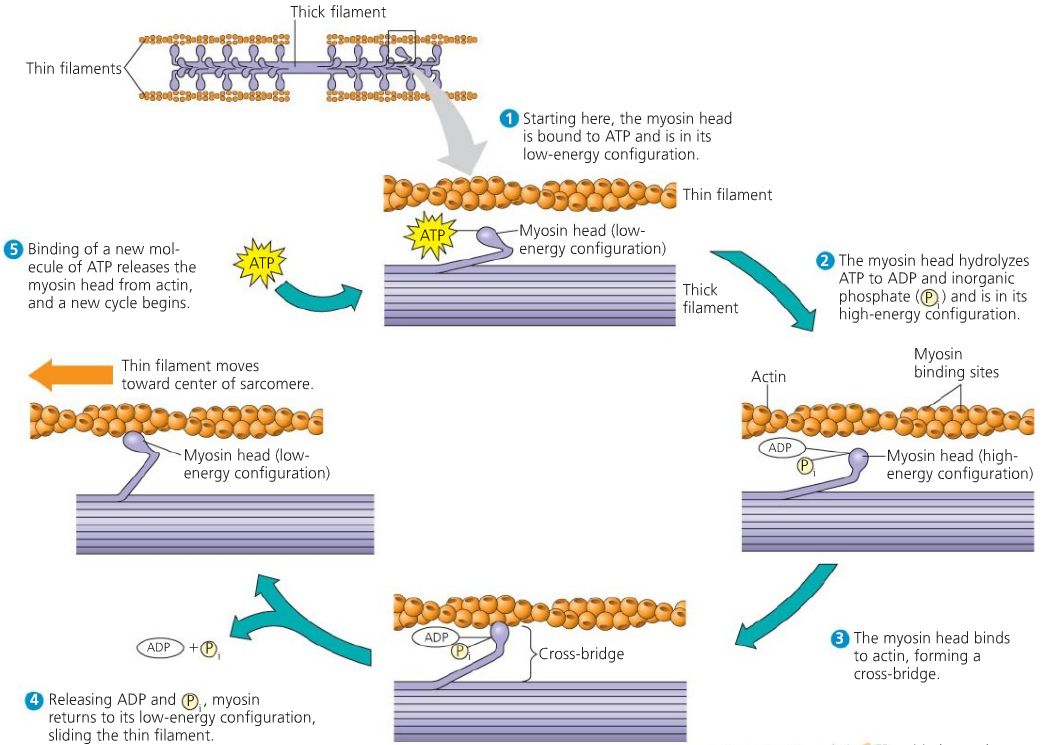 Thick filament
Thin filaments
1 Starting here, the myosin head
is bound to ATP and is in its
low-energy configuration.
Thin filament
ATP
Myosin head (low-
energy configuration)
Thick
filament
5 Binding of a new mol-
ecule of ATP releases the
myosin head from actin,
and a new cycle begins.
ATP
2 The myosin head hydrolyzes
ATP to ADP and inorganic
phosphate (Pi) and is in its
high-energy configuration.
Thin filament moves
toward center of sarcomere.
Myosin head (low-
energy configuration)
Actin
Myosin
binding sites
ADP
Pi
Myosin head (high-
energy configuration)
ADP
Pi
Cross-bridge
3 The myosin head binds
to actin, forming a
cross-bridge.
ADP + Pi
4 Releasing ADP and Pi, myosin
returns to its low-energy configuration,
sliding the thin filament.